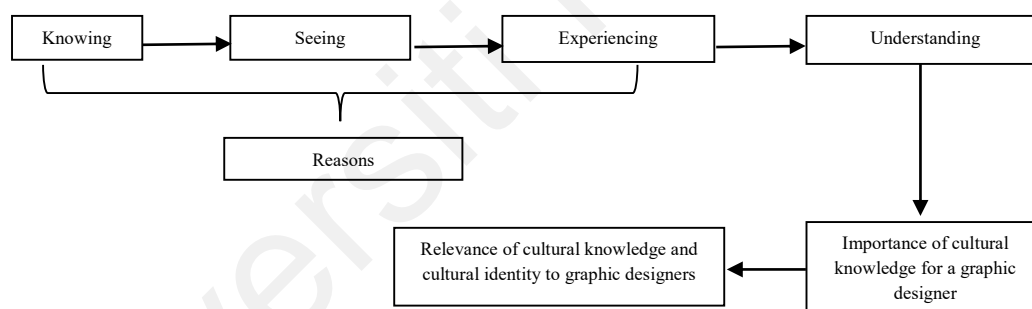 Knowing
Seeing
Experiencing
Understanding
Reasons
Relevance of cultural knowledge and
cultural identity to graphic designers
Importance of cultural
knowledge for a graphic
designer